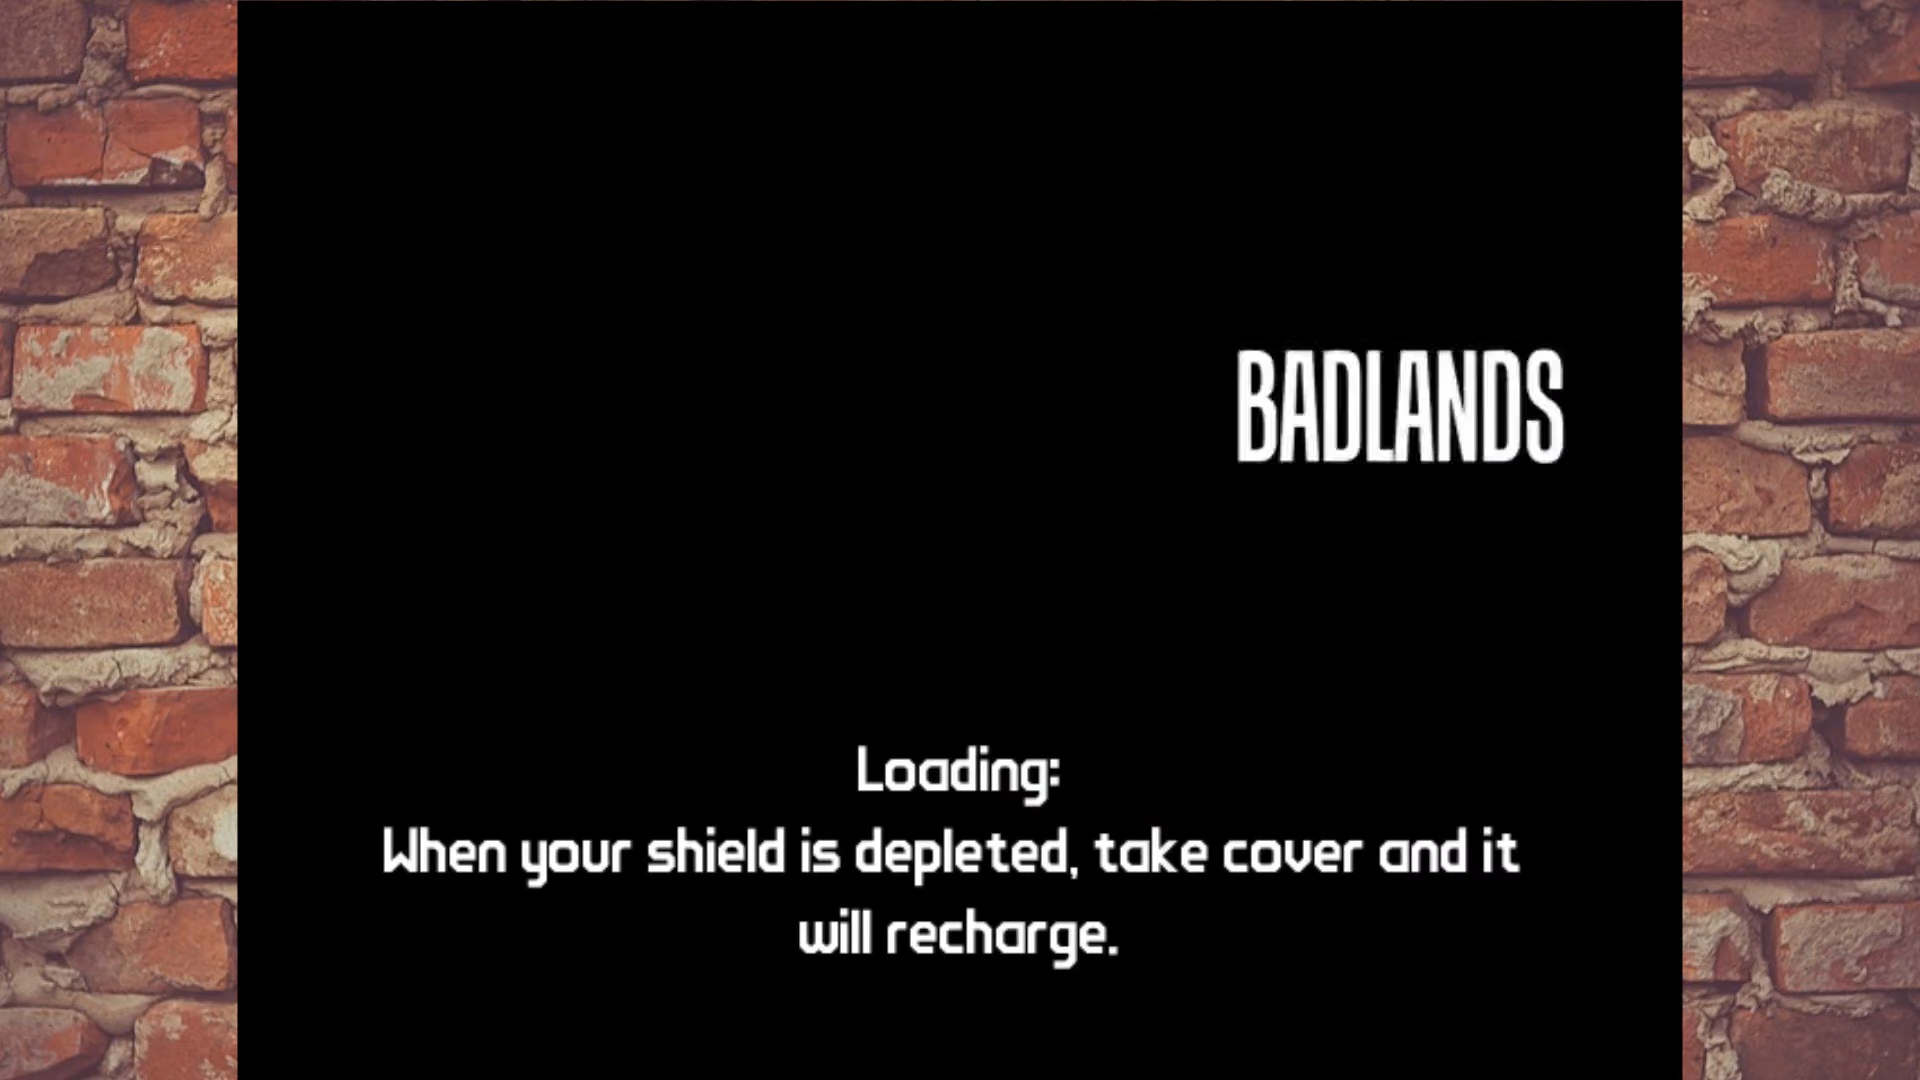 BADLANDS
Loading:
When your shield is depleted, take cover and it
will recharge.